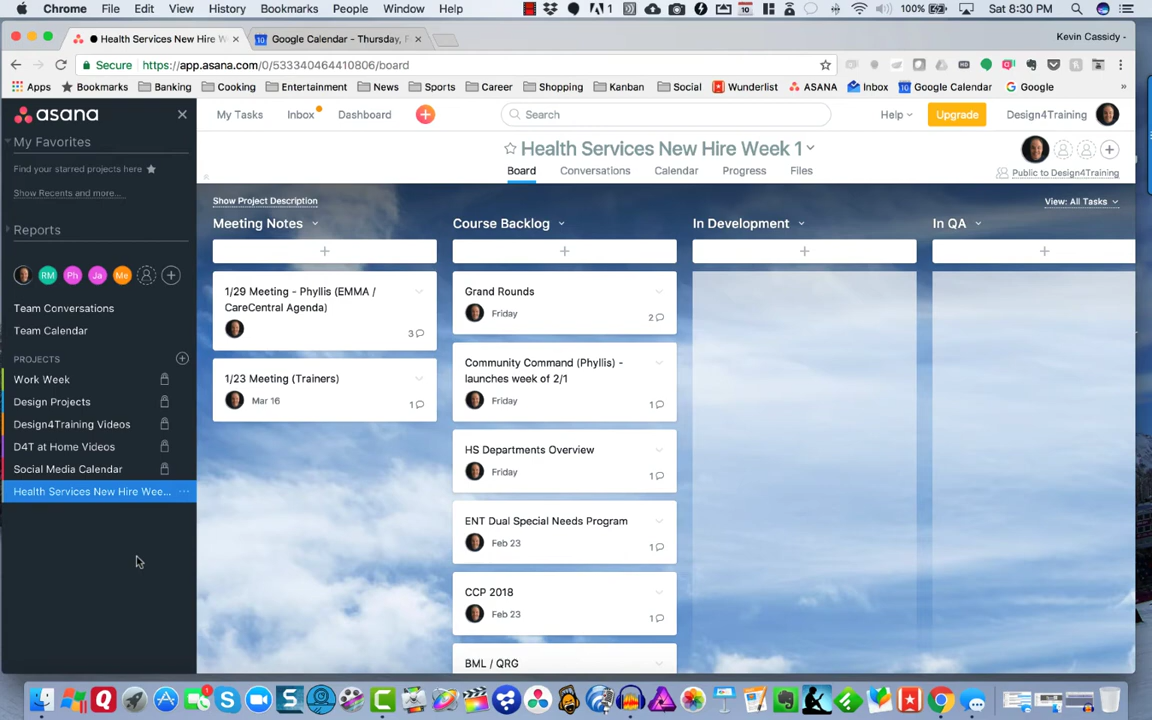 Chrome File Edit View History Bookmarks People Window Help 1 10 100% Sat 8:30 PM
Health Services New Hire W Google Calendar - Thursday, F Kevin Cassidy
Secure https://app.asana.com/0/533340464410806/board
Apps Bookmarks Banking Cooking Entertainment News Sports Career Shopping Kanban Social Wunderlist ASANA Inbox Google Calendar Google »
asana My Tasks Inbox Dashboard Search Help Upgrade Design4Training
My Favorites
Find your starred projects here
Show Recents and more...
Reports
RM Ph Ja Me
Team Conversations
Team Calendar
PROJECTS
Work Week
Design Projects
Design4Training Videos
D4T at Home Videos
Social Media Calendar
Health Services New Hire Wee... ...
Health Services New Hire Week 1
Board Conversations Calendar Progress Files
Public to Design4Training
Show Project Description View: All Tasks
Meeting Notes
1/29 Meeting - Phyllis (EMMA /
CareCentral Agenda)
3
1/23 Meeting (Trainers)
Mar 16 1
Course Backlog
Grand Rounds
Friday 2
Community Command (Phyllis) -
launches week of 2/1
Friday 1
HS Departments Overview
Friday 1
ENT Dual Special Needs Program
Feb 23 1
CCP 2018
Feb 23 1
BML / QRG
In Development
In QA